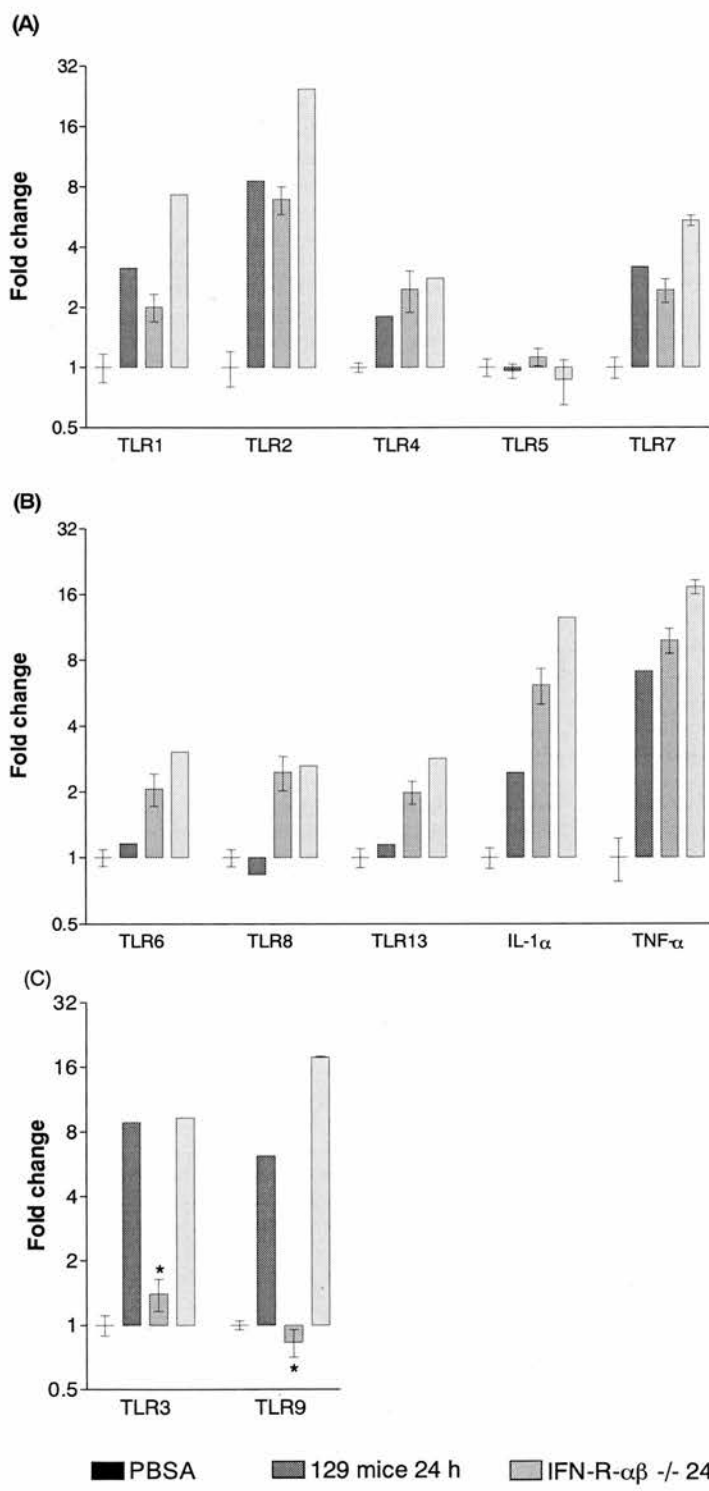 (A)
32
16
8
4
2
1
0.5
Fold change
TLR1 TLR2 TLR4 TLR5 TLR7
(B)
32
16
8
4
2
1
0.5
Fold change
TLR6 TLR8 TLR13 IL-1α TNF-α
(C)
32
16
8
4
2
1
0.5
Fold change
*
*
TLR3 TLR9
PBSA 129 mice 24 h IFN-R-αβ -/- 24